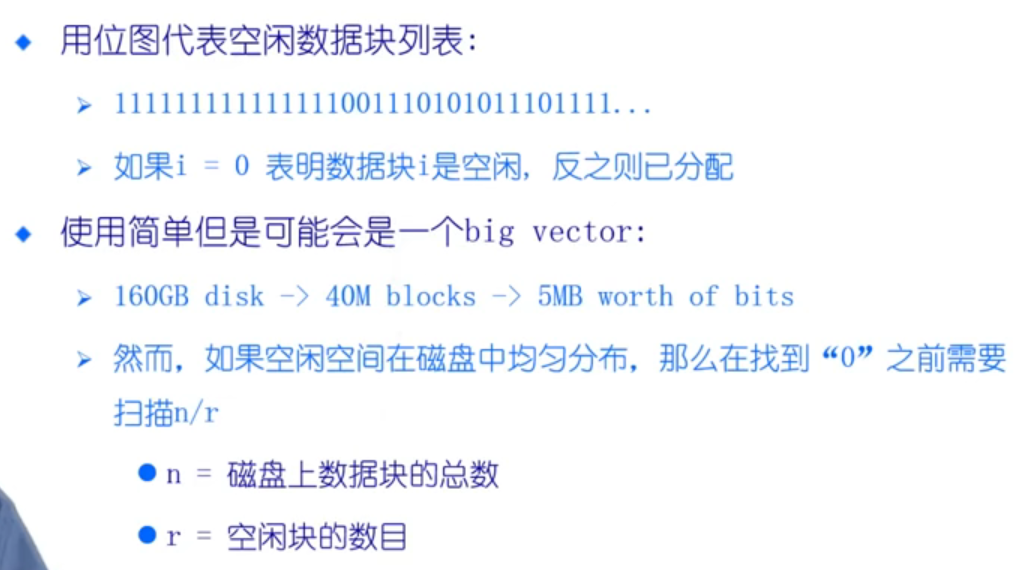 用位图代表空闲数据块列表：
11111111111111110011101010111011111...
如果i = 0 表明数据块i是空闲，反之则已分配
使用简单但是可能会是一个big vector:
160GB disk -> 40M blocks -> 5MB worth of bits
然而，如果空闲空间在磁盘中均匀分布，那么在找到“0”之前需要
扫描n/r
n = 磁盘上数据块的总数
r = 空闲块的数目